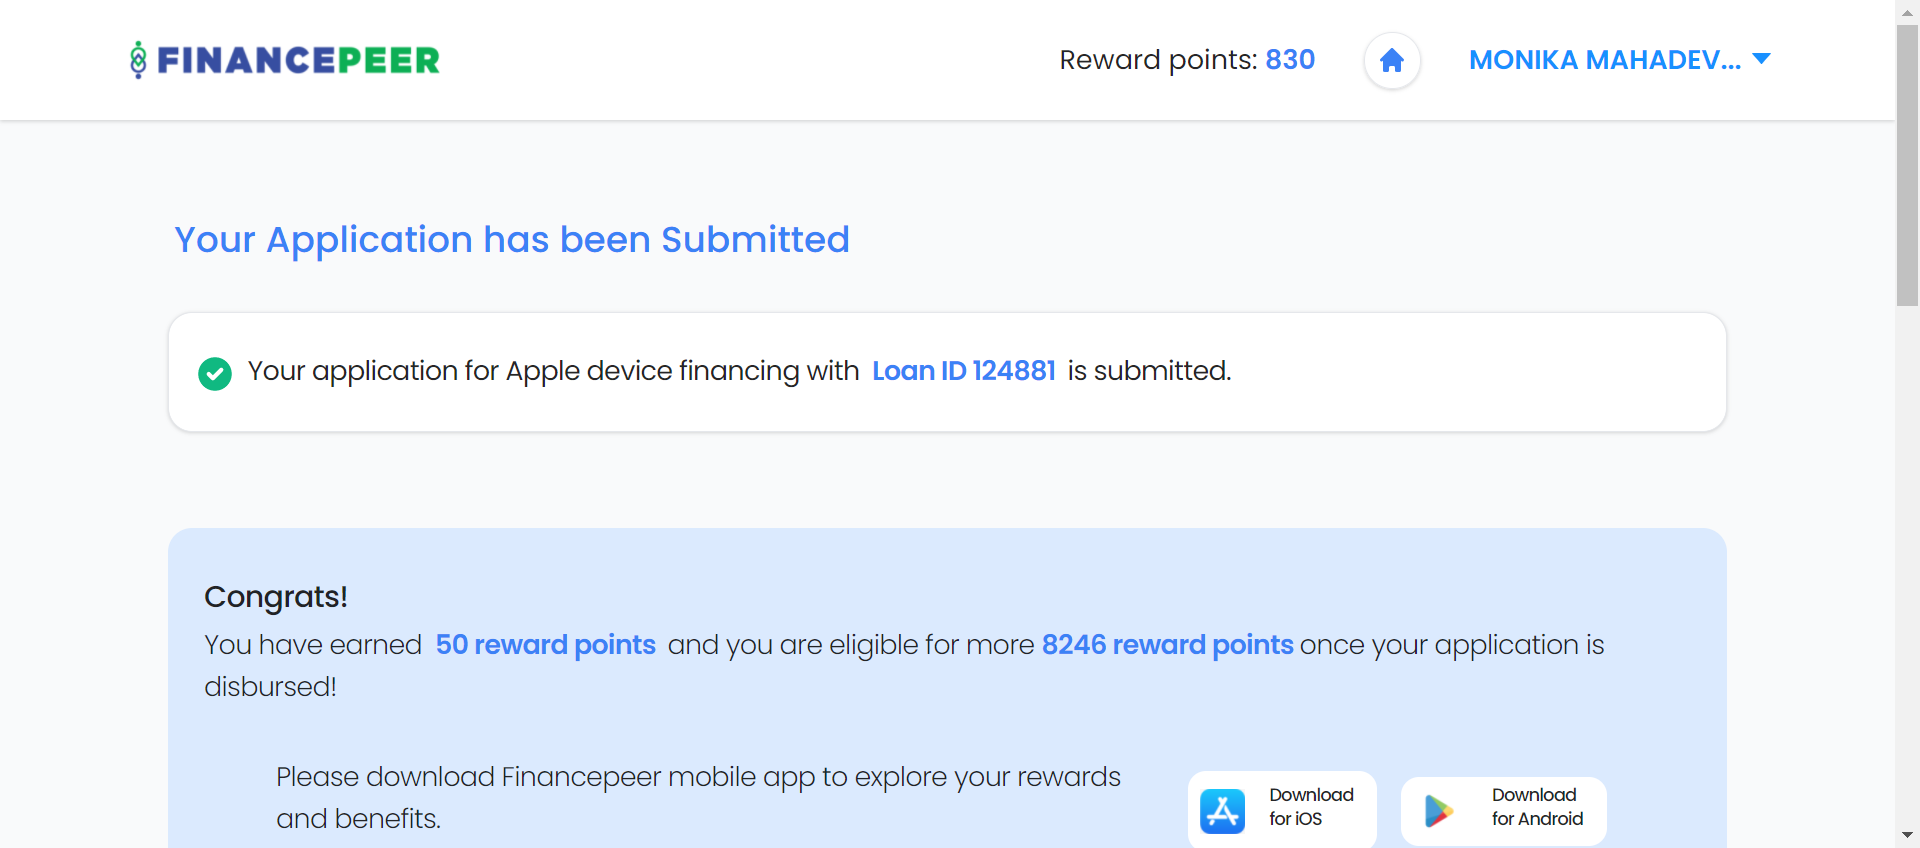 FINANCEPEER
Reward points: 830
MONIKA MAHADEV...
Your Application has been Submitted
Your application for Apple device financing with Loan ID 124881 is submitted.
Congrats!
You have earned 50 reward points and you are eligible for more 8246 reward points once your application is
disbursed!
Please download Financepeer mobile app to explore your rewards
and benefits.
Download
for iOS
Download
for Android